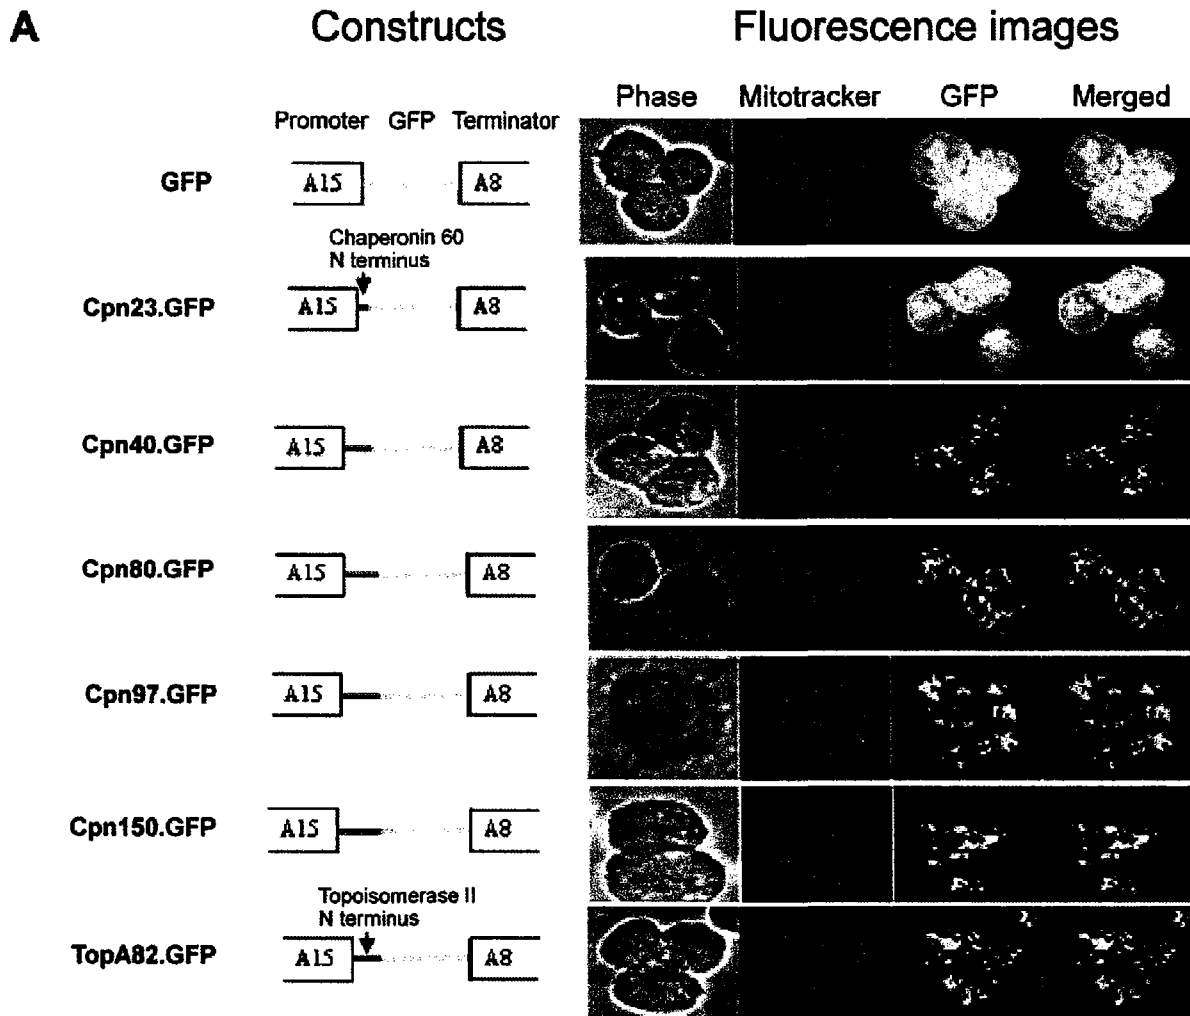 A
Constructs
Fluorescence images
Phase Mitotracker GFP Merged
Promoter GFP Terminator
GFP
A15 A8
Chaperonin 60
N terminus
Cpn23.GFP
A15 A8
Cpn40.GFP
A15 A8
Cpn80.GFP
A15 A8
Cpn97.GFP
A15 A8
Cpn150.GFP
A15 A8
Topoisomerase II
N terminus
TopA82.GFP
A15 A8